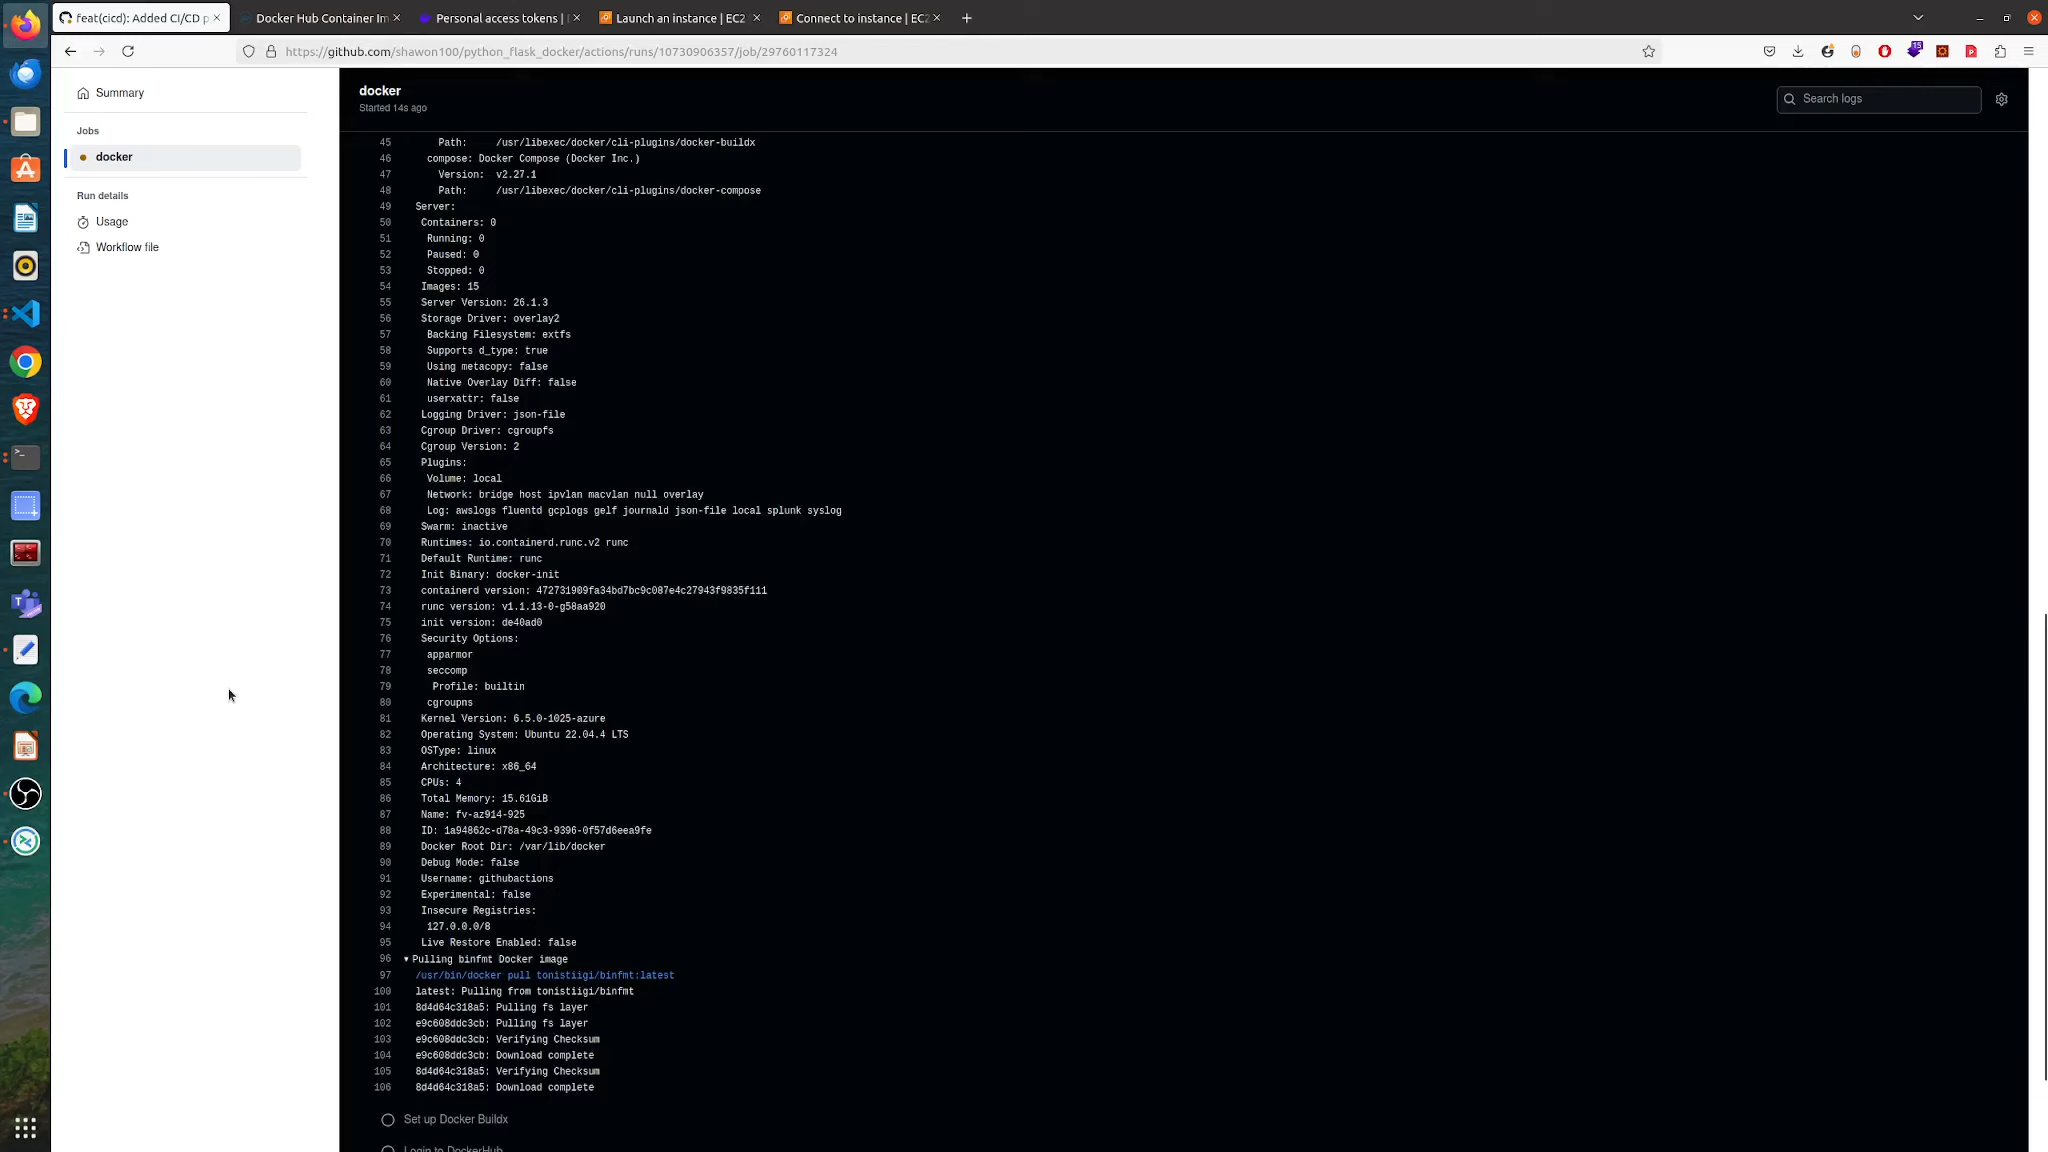 feat(cicd): Added CI/CD p
Docker Hub Container Im
Personal access tokens | D
Launch an instance | EC2
Connect to instance | EC2
https://github.com/shawon100/python_flask_docker/actions/runs/10730906357/job/29760117324
15
Summary
Jobs
docker
Run details
Usage
Workflow file
docker
Started 14s ago
Search logs
45 Path: /usr/libexec/docker/cli-plugins/docker-buildx
46 compose: Docker Compose (Docker Inc.)
47 Version: v2.27.1
48 Path: /usr/libexec/docker/cli-plugins/docker-compose
49 Server:
50 Containers: 0
51 Running: 0
52 Paused: 0
53 Stopped: 0
54 Images: 15
55 Server Version: 26.1.3
56 Storage Driver: overlay2
57 Backing Filesystem: extfs
58 Supports d_type: true
59 Using metacopy: false
60 Native Overlay Diff: false
61 userxattr: false
62 Logging Driver: json-file
63 Cgroup Driver: cgroupfs
64 Cgroup Version: 2
65 Plugins:
66 Volume: local
67 Network: bridge host ipvlan macvlan null overlay
68 Log: awslogs fluentd gcplogs gelf journald json-file local splunk syslog
69 Swarm: inactive
70 Runtimes: io.containerd.runc.v2 runc
71 Default Runtime: runc
72 Init Binary: docker-init
73 containerd version: 472731909fa34bd7bc9c087e4c27943f9835f111
74 runc version: v1.1.13-0-g58aa920
75 init version: de40ad0
76 Security Options:
77 apparmor
78 seccomp
79 Profile: builtin
80 cgroupns
81 Kernel Version: 6.5.0-1025-azure
82 Operating System: Ubuntu 22.04.4 LTS
83 OSType: linux
84 Architecture: x86_64
85 CPUs: 4
86 Total Memory: 15.61GiB
87 Name: fv-az914-925
88 ID: 1a94862c-d78a-49c3-9396-0f57d6eea9fe
89 Docker Root Dir: /var/lib/docker
90 Debug Mode: false
91 Username: githubactions
92 Experimental: false
93 Insecure Registries:
94 127.0.0.0/8
95 Live Restore Enabled: false
96 ▼ Pulling binfmt Docker image
97 /usr/bin/docker pull tonistiigi/binfmt:latest
100 latest: Pulling from tonistiigi/binfmt
101 8d4d64c318a5: Pulling fs layer
102 e9c608ddc3cb: Pulling fs layer
103 e9c608ddc3cb: Verifying Checksum
104 e9c608ddc3cb: Download complete
105 8d4d64c318a5: Verifying Checksum
106 8d4d64c318a5: Download complete
Set up Docker Buildx
Login to DockerHub